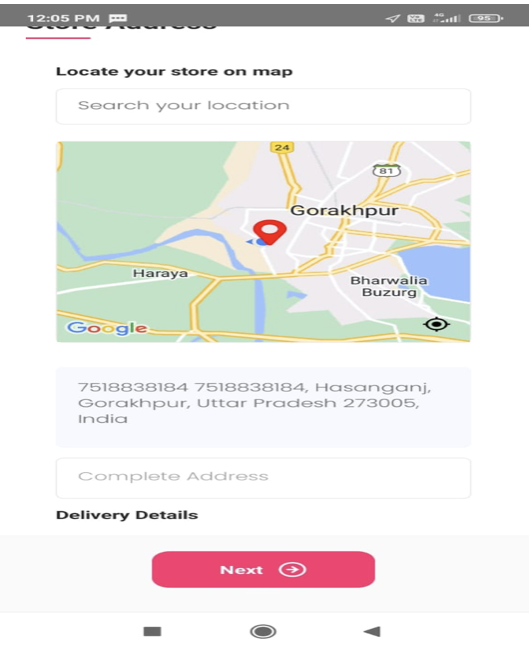 12:05 PM
4G
95
Store Address
Locate your store on map
Search your location
24
81
Gorakhpur
Haraya
Bharwalia
Buzurg
Google
7518838184 7518838184, Hasanganj,
Gorakhpur, Uttar Pradesh 273005,
India
Complete Address
Delivery Details
Next